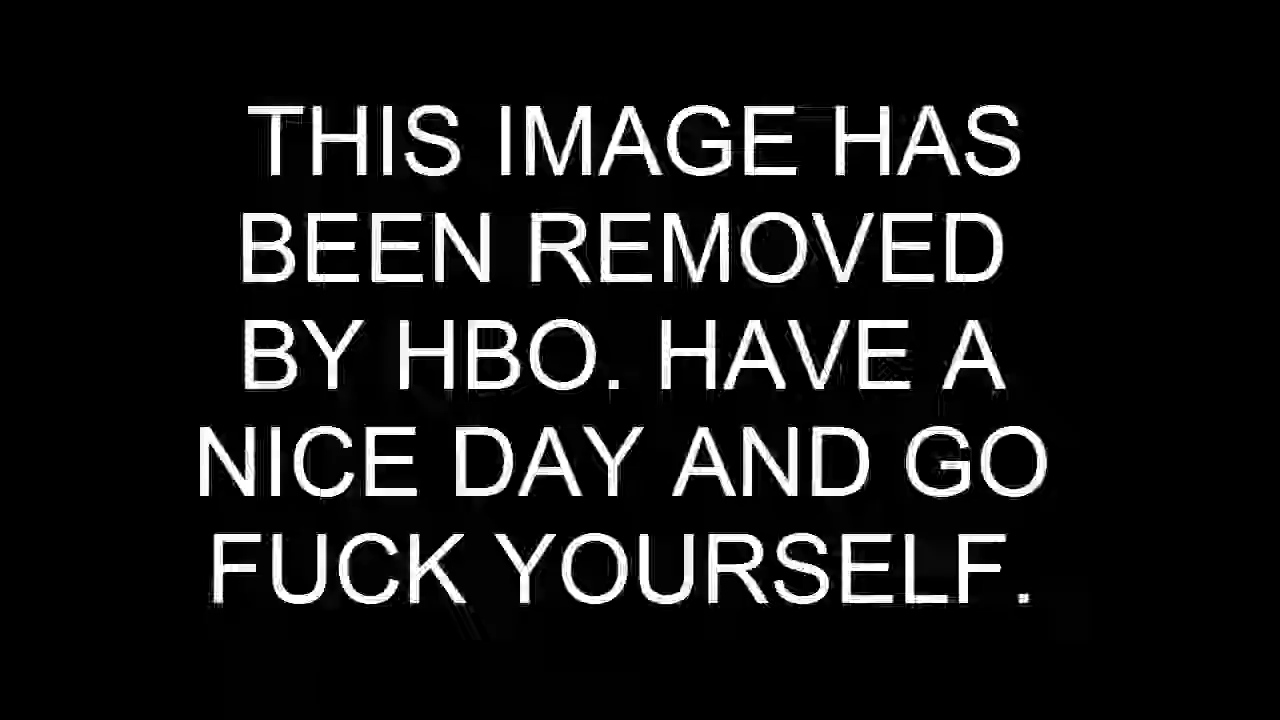 THIS IMAGE HAS
BEEN REMOVED
BY HBO. HAVE A
NICE DAY AND GO
FUCK YOURSELF.